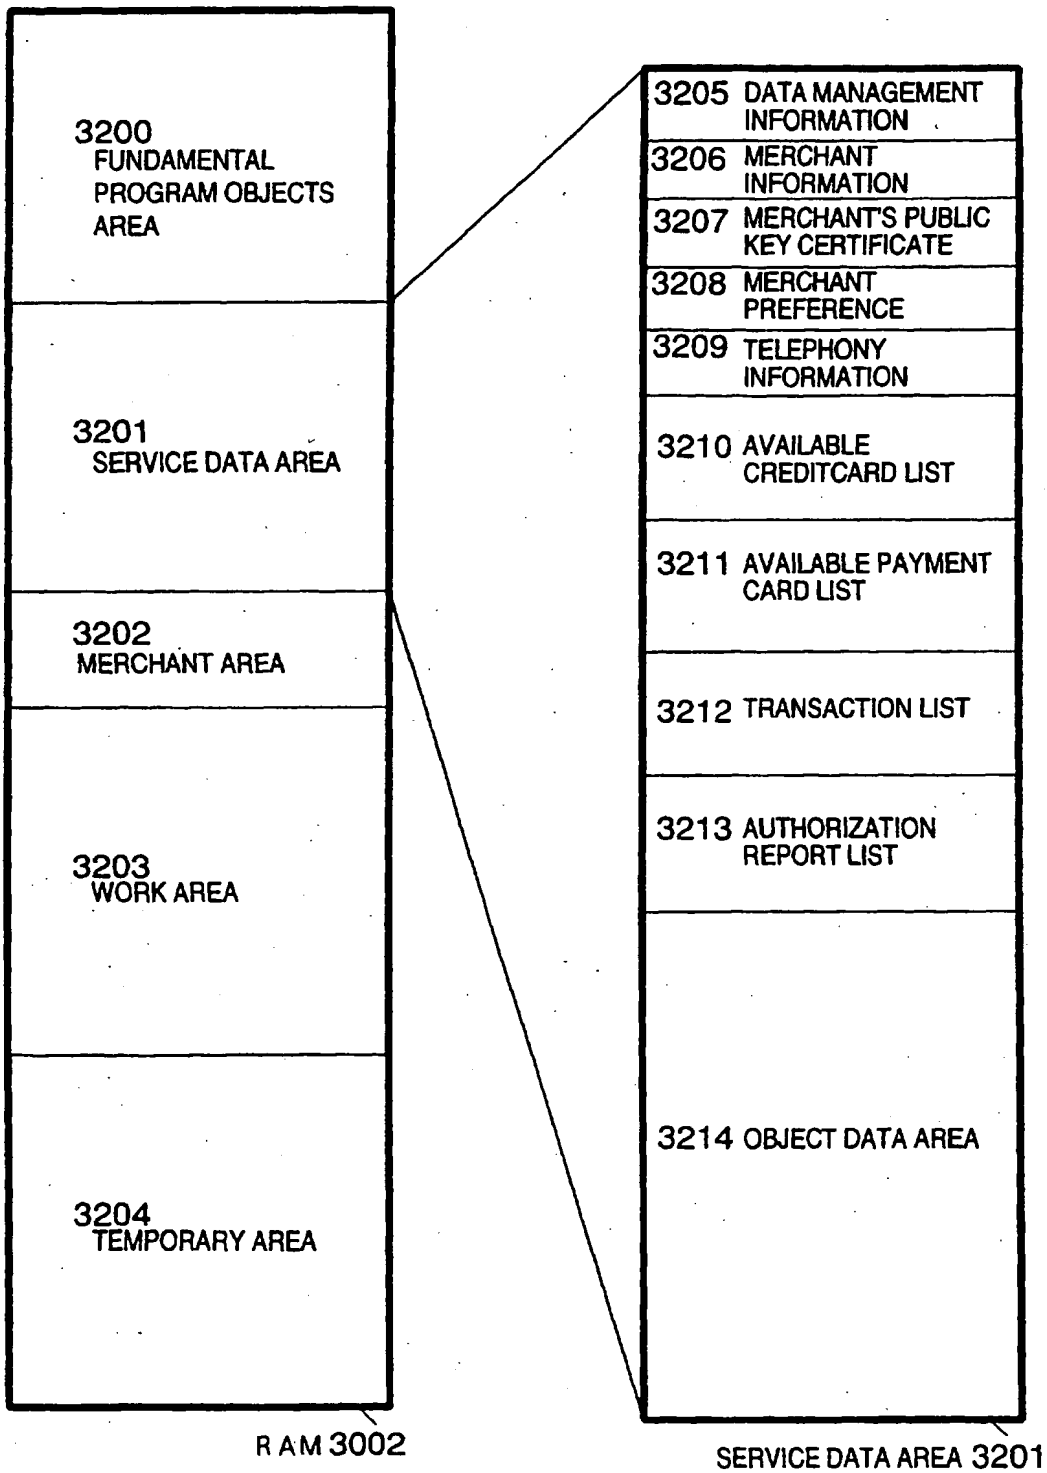 3200
FUNDAMENTAL
PROGRAM OBJECTS
AREA
3201
SERVICE DATA AREA
3202
MERCHANT AREA
3203
WORK AREA
3204
TEMPORARY AREA
RAM 3002
3205 DATA MANAGEMENT
INFORMATION
3206 MERCHANT
INFORMATION
3207 MERCHANT'S PUBLIC
KEY CERTIFICATE
3208 MERCHANT
PREFERENCE
3209 TELEPHONY
INFORMATION
3210 AVAILABLE
CREDITCARD LIST
3211 AVAILABLE PAYMENT
CARD LIST
3212 TRANSACTION LIST
3213 AUTHORIZATION
REPORT LIST
3214 OBJECT DATA AREA
SERVICE DATA AREA 3201